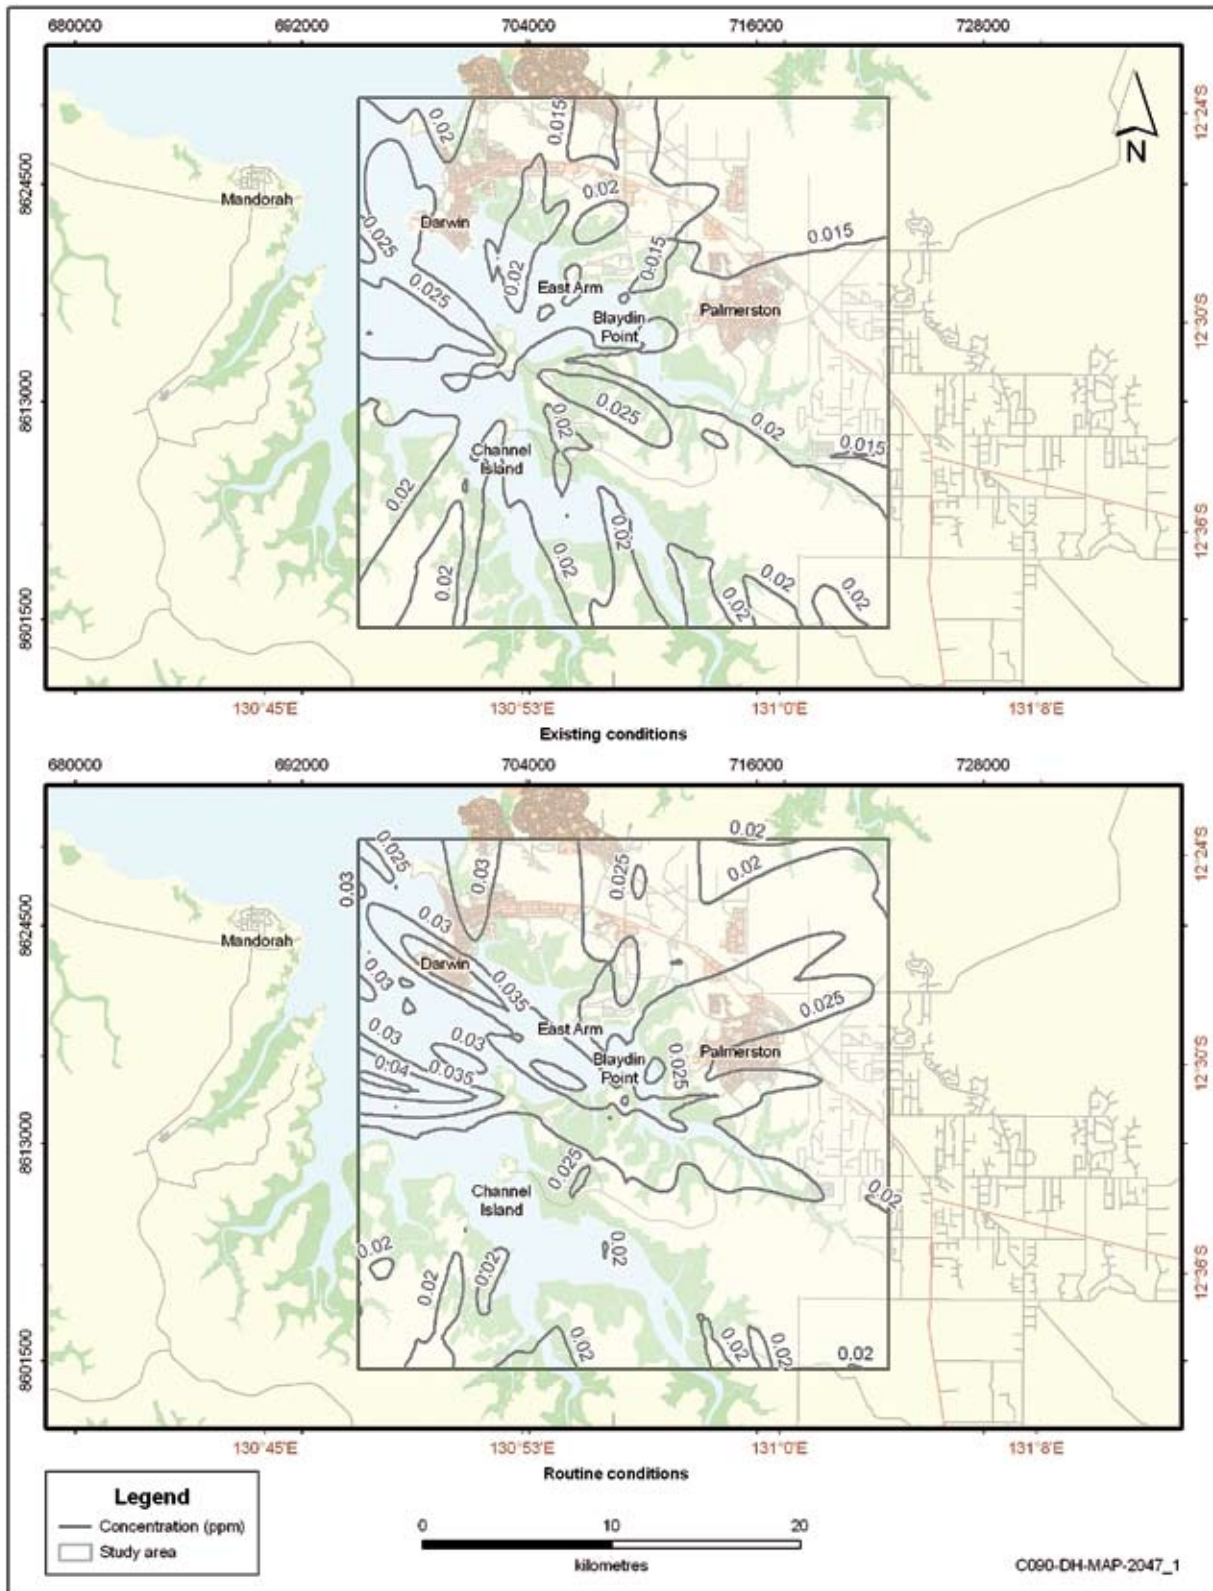 680000 692000 704000 716000 728000
8624500
8613000
8601500
12°24'S
12°30'S
12°36'S
N
0.02
0.015
Mandorah
Darwin
0.02
0.025
0.015
0.015
0.02
East Arm
0.025
Blaydin
Point
Palmerston
0.025
0.02
0.02
0.015
Channel
Island
0.02
0.02
0.02
0.02
0.02
0.02
0.02
130°45'E 130°53'E 131°0'E 131°8'E
Existing conditions
680000 692000 704000 716000 728000
8624500
8613000
8601500
12°24'S
12°30'S
12°36'S
0.02
0.025
0.03
0.03
0.025
0.02
0.03
Mandorah
Darwin
0.03
0.035
0.025
East Arm
0.03
0.03
Blaydin
Point
0.025
Palmerston
0.04
0.035
0.025
Channel
Island
0.02
0.02
0.02
0.02
0.02
0.02
0.02
0.02
0.02
130°45'E 130°53'E 131°0'E 131°8'E
Routine conditions
Legend
Concentration (ppm)
Study area
0 10 20
kilometres
C090-DH-MAP-2047_1